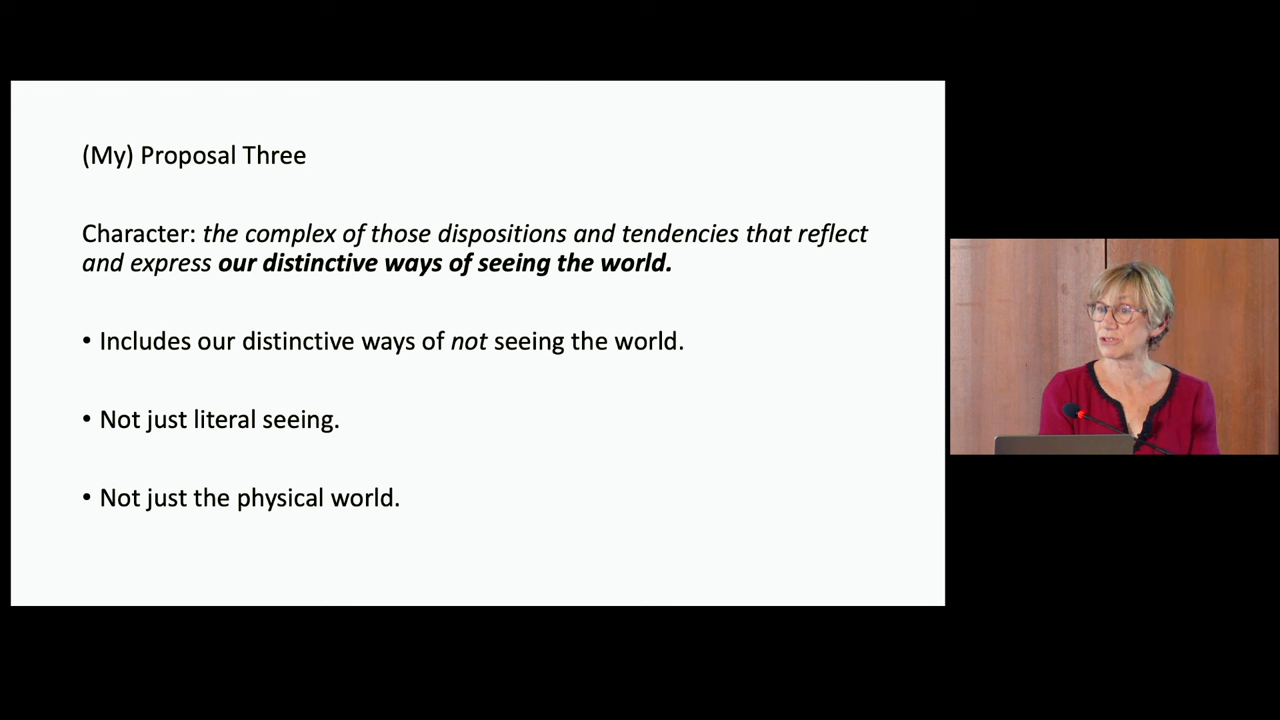 (My) Proposal Three
Character: the complex of those dispositions and tendencies that reflect
and express our distinctive ways of seeing the world.
• Includes our distinctive ways of not seeing the world.
• Not just literal seeing.
• Not just the physical world.